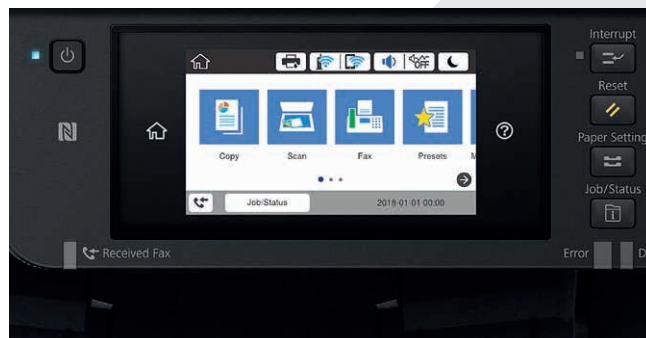 Interrupt
OFF
Reset
Copy
Scan
Fax
Presets
M
Paper Setting
Job/Status
Job/Status
2018-01-01 00:00
Received Fax
Error
D